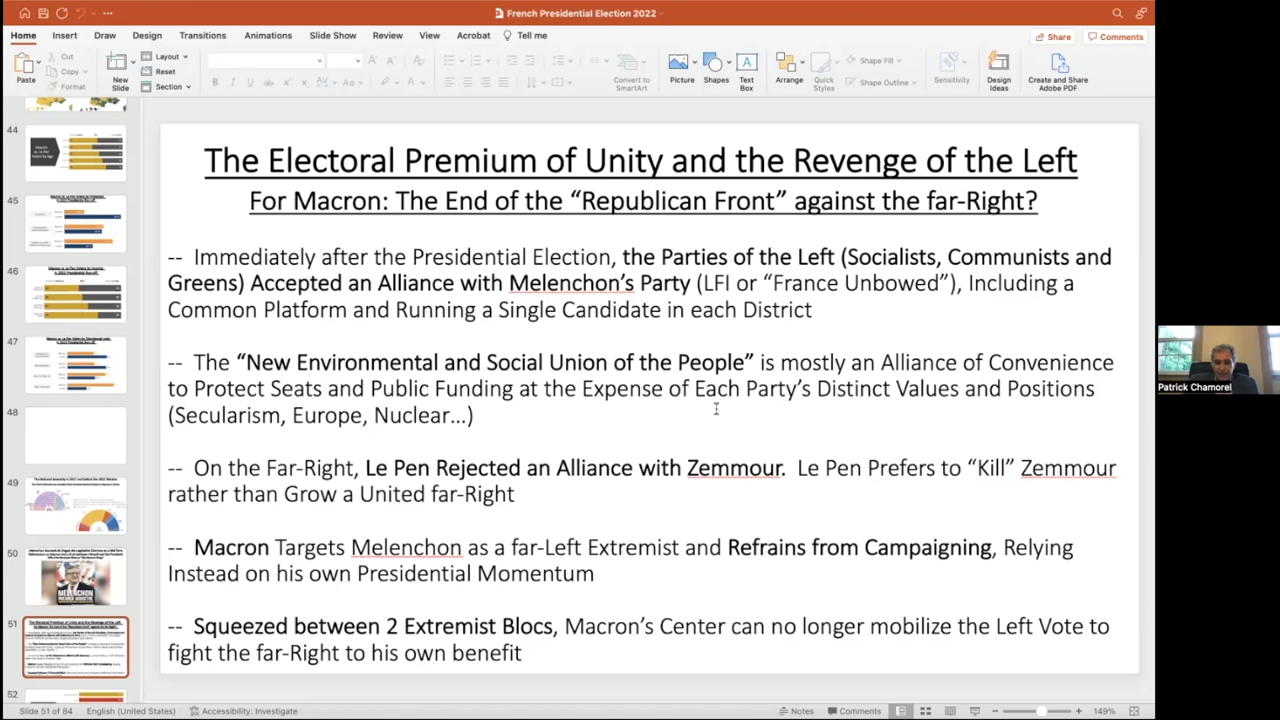 French Presidential Election 2022
Home Insert Draw Design Transitions Animations Slide Show Review View Acrobat Tell me
Share Comments
Paste
Cut
Copy
Format
New Slide
Layout
Reset
Section
Convert to SmartArt
Picture
Shapes
Text Box
Arrange
Quick Styles
Shape Fill
Shape Outline
Sensitivity
Design Ideas
Create and Share Adobe PDF
44
45
46
47
48
49
50
51
52
The Electoral Premium of Unity and the Revenge of the Left
For Macron: The End of the “Republican Front” against the far-Right?
-- Immediately after the Presidential Election, the Parties of the Left (Socialists, Communists and
Greens) Accepted an Alliance with Melenchon’s Party (LFI or “France Unbowed”), Including a
Common Platform and Running a Single Candidate in each District
-- The “New Environmental and Social Union of the People” is mostly an Alliance of Convenience
to Protect Seats and Public Funding at the Expense of Each Party’s Distinct Values and Positions
(Secularism, Europe, Nuclear…)
-- On the Far-Right, Le Pen Rejected an Alliance with Zemmour. Le Pen Prefers to “Kill” Zemmour
rather than Grow a United far-Right
-- Macron Targets Melenchon as a far-Left Extremist and Refrains from Campaigning, Relying
Instead on his own Presidential Momentum
-- Squeezed between 2 Extremist Blocs, Macron’s Center can no longer mobilize the Left Vote to
fight the far-Right to his own benefit
Patrick Chamorel
Slide 51 of 84 English (United States) Accessibility: Investigate
Notes Comments 149%